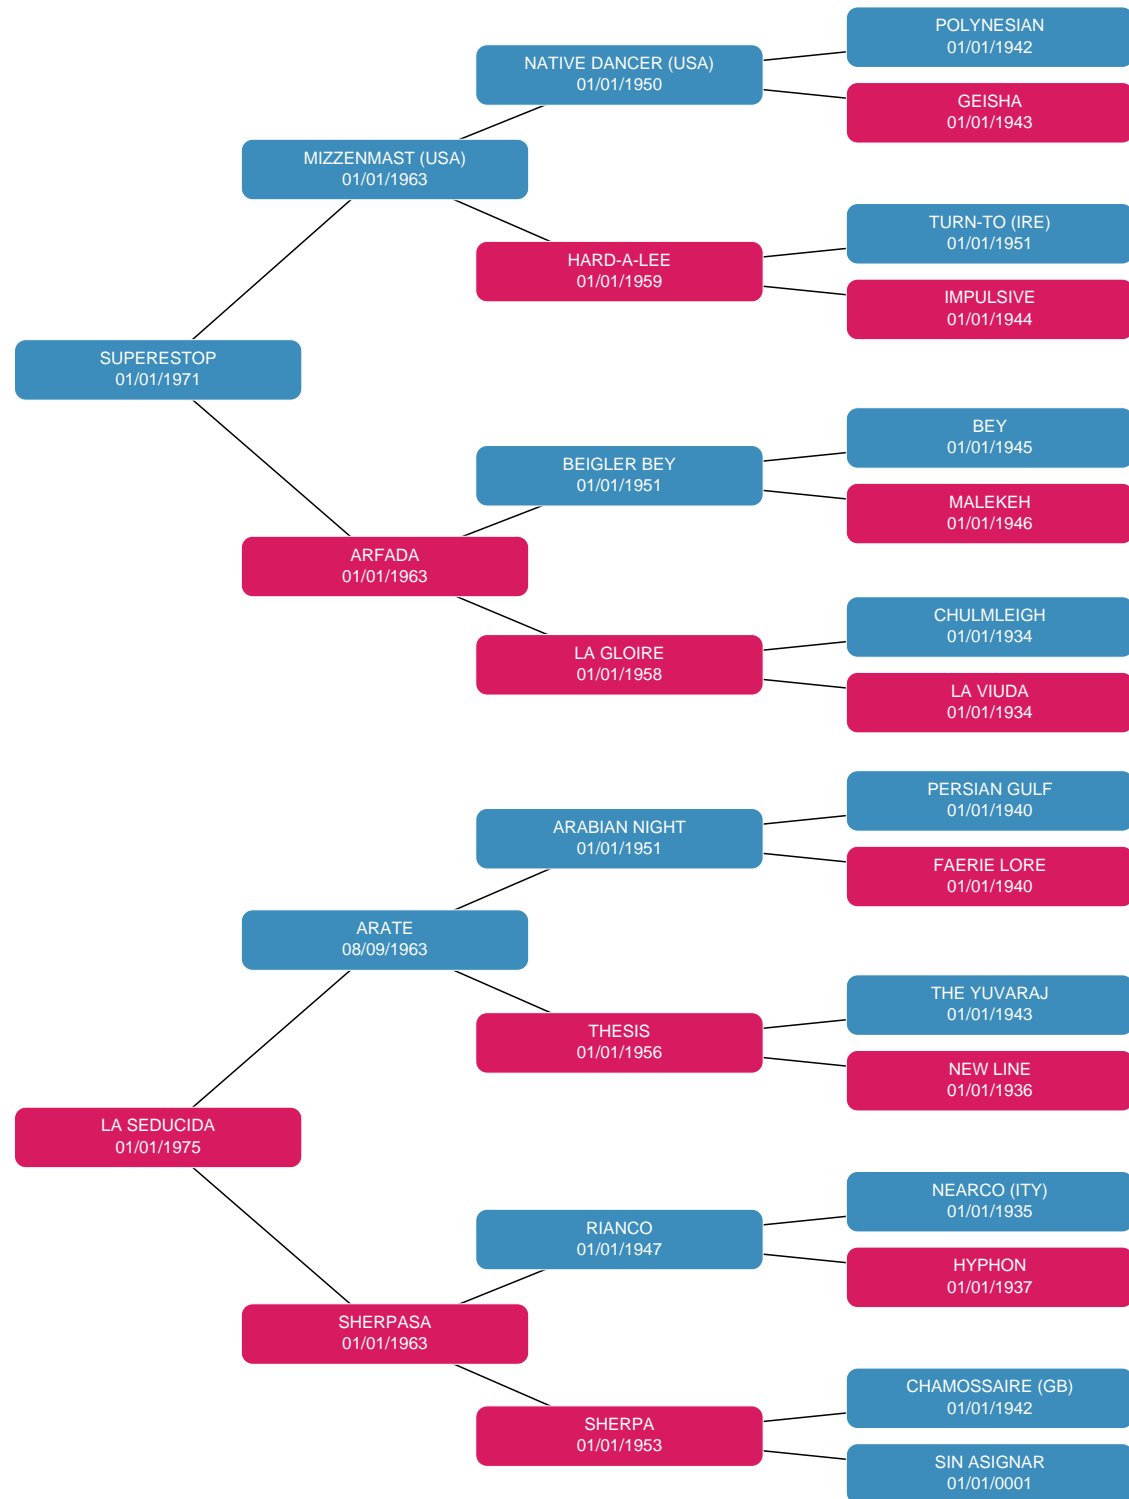 POLYNESIAN
01/01/1942
NATIVE DANCER (USA)
01/01/1950
GEISHA
01/01/1943
MIZZENMAST (USA)
01/01/1963
TURN-TO (IRE)
01/01/1951
HARD-A-LEE
01/01/1959
IMPULSIVE
01/01/1944
SUPERESTOP
01/01/1971
BEY
01/01/1945
BEIGLER BEY
01/01/1951
MALEKEH
01/01/1946
ARFADA
01/01/1963
CHULMLEIGH
01/01/1934
LA GLOIRE
01/01/1958
LA VIUDA
01/01/1934
PERSIAN GULF
01/01/1940
ARABIAN NIGHT
01/01/1951
FAERIE LORE
01/01/1940
ARATE
08/09/1963
THE YUVARAJ
01/01/1943
THESIS
01/01/1956
NEW LINE
01/01/1936
LA SEDUCIDA
01/01/1975
NEARCO (ITY)
01/01/1935
RIANCO
01/01/1947
HYPHON
01/01/1937
SHERPASA
01/01/1963
CHAMOSSAIRE (GB)
01/01/1942
SHERPA
01/01/1953
SIN ASIGNAR
01/01/0001